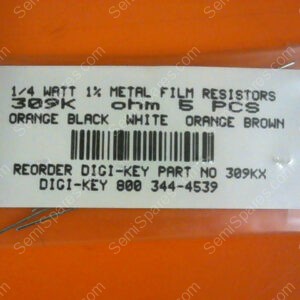 1/4 WATT 1% METAL FILM RESISTORS
309K ohm 5 PCS
ORANGE BLACK WHITE ORANGE BROWN
REORDER DIGI-KEY PART NO 309KX
DIGI-KEY 800 344-4539